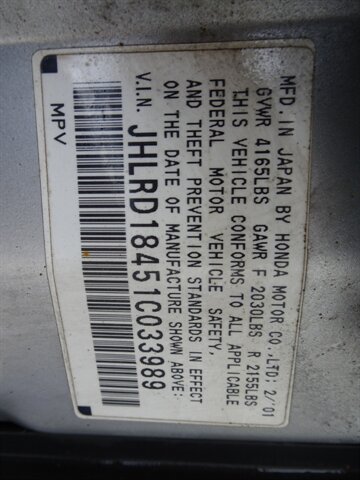 MFD. IN JAPAN BY HONDA MOTOR CO.,LTD: 2/'01
GVWR 4165LBS GAWR F 2030LBS R 2155LBS
THIS VEHICLE CONFORMS TO ALL APPLICABLE
FEDERAL MOTOR VEHICLE SAFETY,
AND THEFT PREVENTION STANDARDS IN EFFECT
ON THE DATE OF MANUFACTURE SHOWN ABOVE:
V.I.N. JHLRD18451C033989
MPV